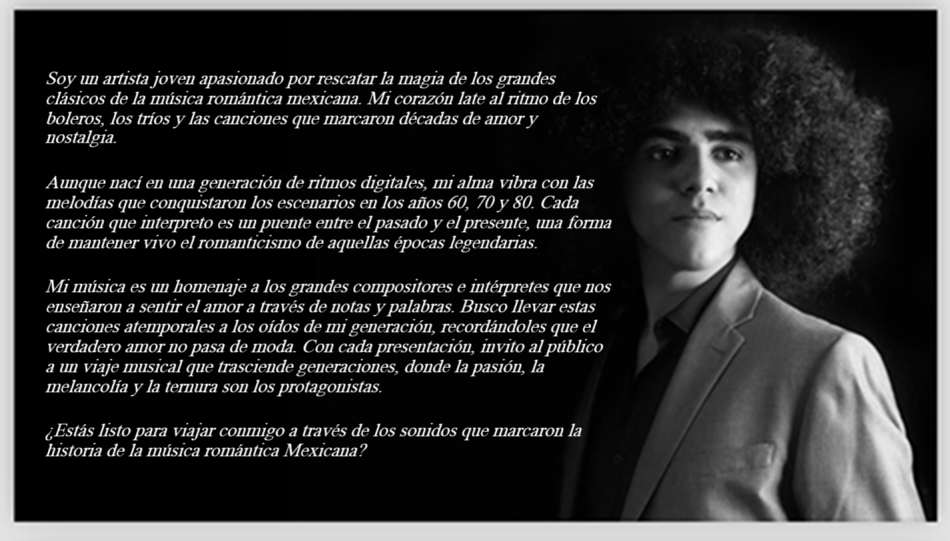 Soy un artista joven apasionado por rescatar la magia de los grandes
clásicos de la música romántica mexicana. Mi corazón late al ritmo de los
boleros, los tríos y las canciones que marcaron décadas de amor y
nostalgia.
Aunque nací en una generación de ritmos digitales, mi alma vibra con las
melodías que conquistaron los escenarios en los años 60, 70 y 80. Cada
canción que interpreto es un puente entre el pasado y el presente, una forma
de mantener vivo el romanticismo de aquellas épocas legendarias.
Mi música es un homenaje a los grandes compositores e intérpretes que nos
enseñaron a sentir el amor a través de notas y palabras. Busco llevar estas
canciones atemporales a los oídos de mi generación, recordándoles que el
verdadero amor no pasa de moda. Con cada presentación, invito al público
a un viaje musical que trasciende generaciones, donde la pasión, la
melancolía y la ternura son los protagonistas.
¿Estás listo para viajar conmigo a través de los sonidos que marcaron la
historia de la música romántica Mexicana?